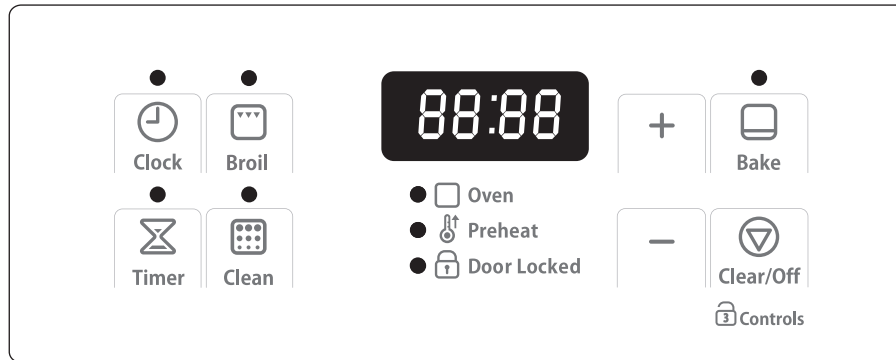 Clock
Broil
88:88
+
Bake
Oven
Preheat
Door Locked
Timer
Clean
−
Clear/Off
3 Controls